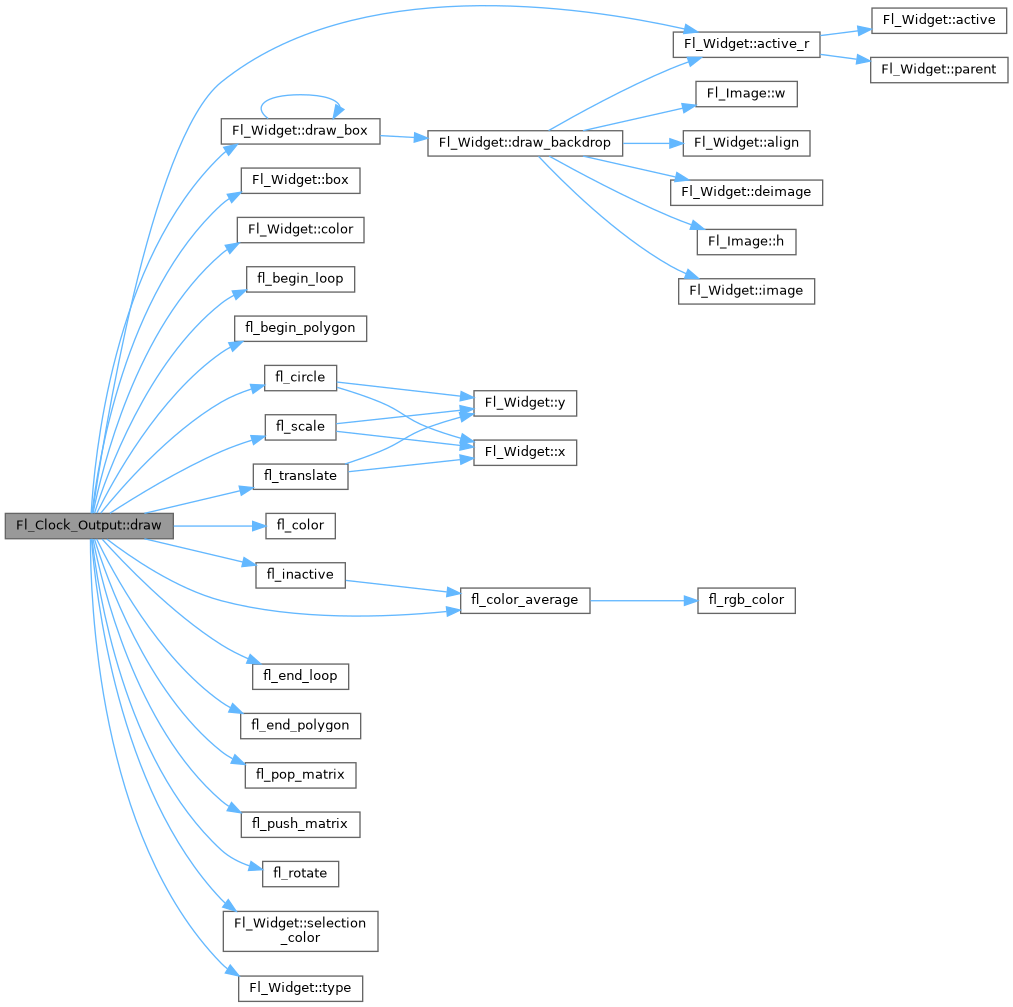 Fl_Widget::active
Fl_Widget::active_r
Fl_Widget::parent
Fl_Image::w
Fl_Widget::draw_box
Fl_Widget::draw_backdrop
Fl_Widget::align
Fl_Widget::box
Fl_Widget::deimage
Fl_Widget::color
Fl_Image::h
fl_begin_loop
Fl_Widget::image
fl_begin_polygon
fl_circle
Fl_Widget::y
fl_scale
Fl_Widget::x
fl_translate
Fl_Clock_Output::draw
fl_color
fl_inactive
fl_color_average
fl_rgb_color
fl_end_loop
fl_end_polygon
fl_pop_matrix
fl_push_matrix
fl_rotate
Fl_Widget::selection
_color
Fl_Widget::type